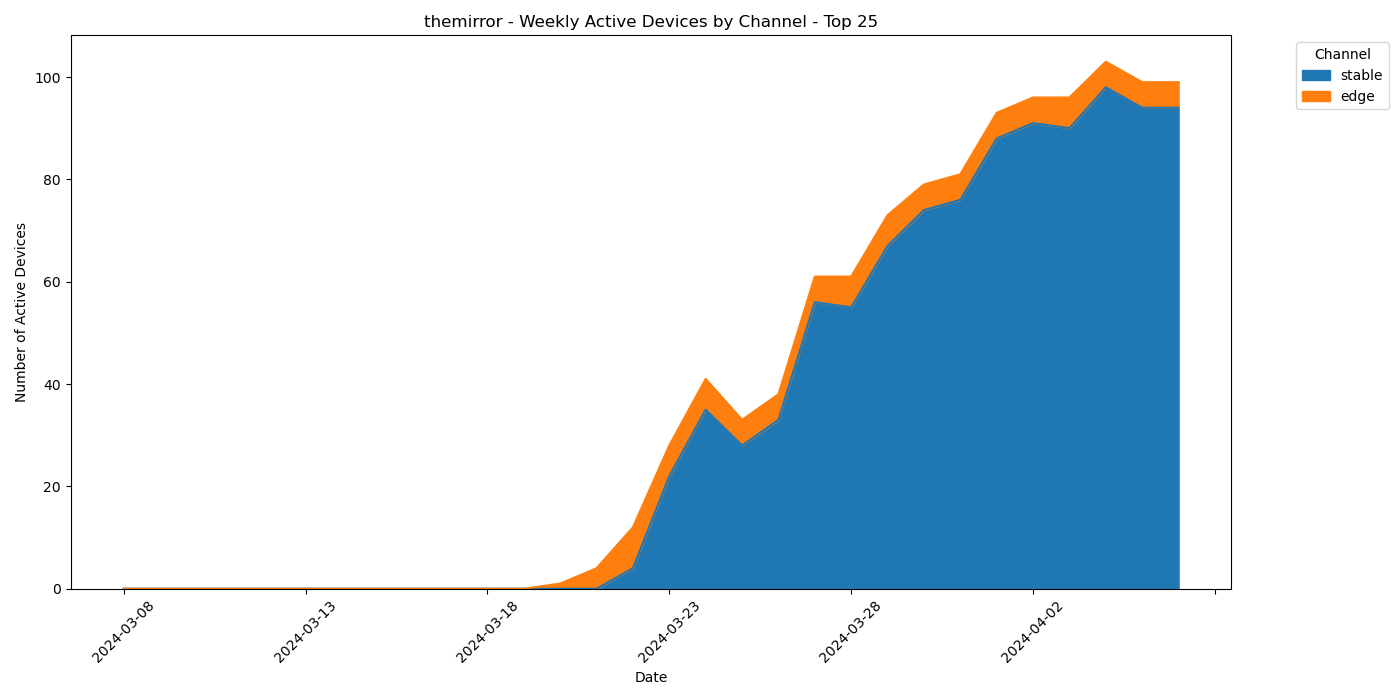 themirror - Weekly Active Devices by Channel - Top 25
Channel
stable
edge
Number of Active Devices
100
80
60
40
20
0
2024-03-08
2024-03-13
2024-03-18
2024-03-23
2024-03-28
2024-04-02
Date